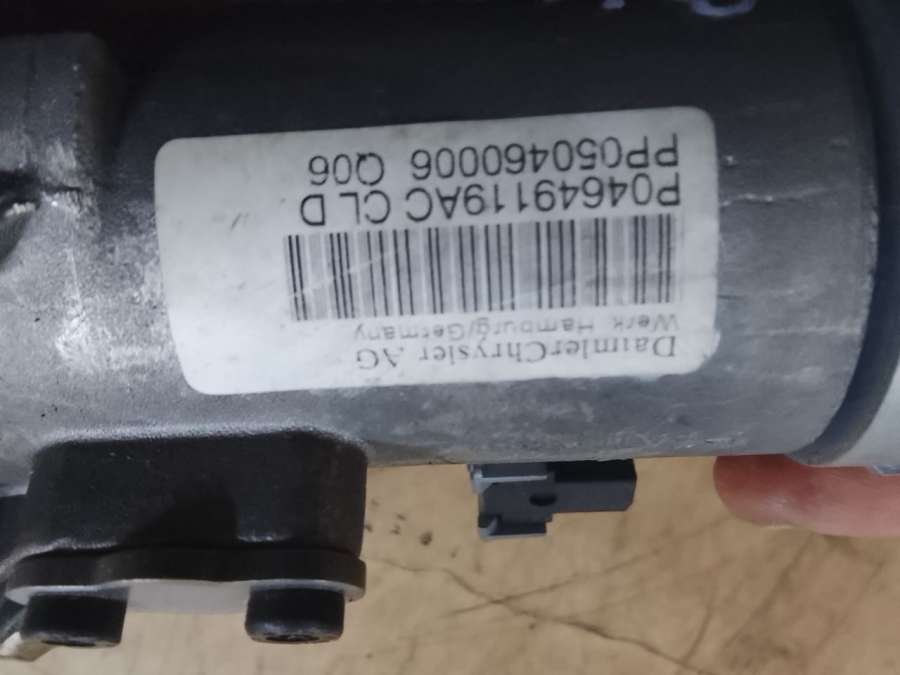 DaimlerChrysler AG
Werk Hamburg/Germany
P04649119AC CL D
PP050460006 Q06